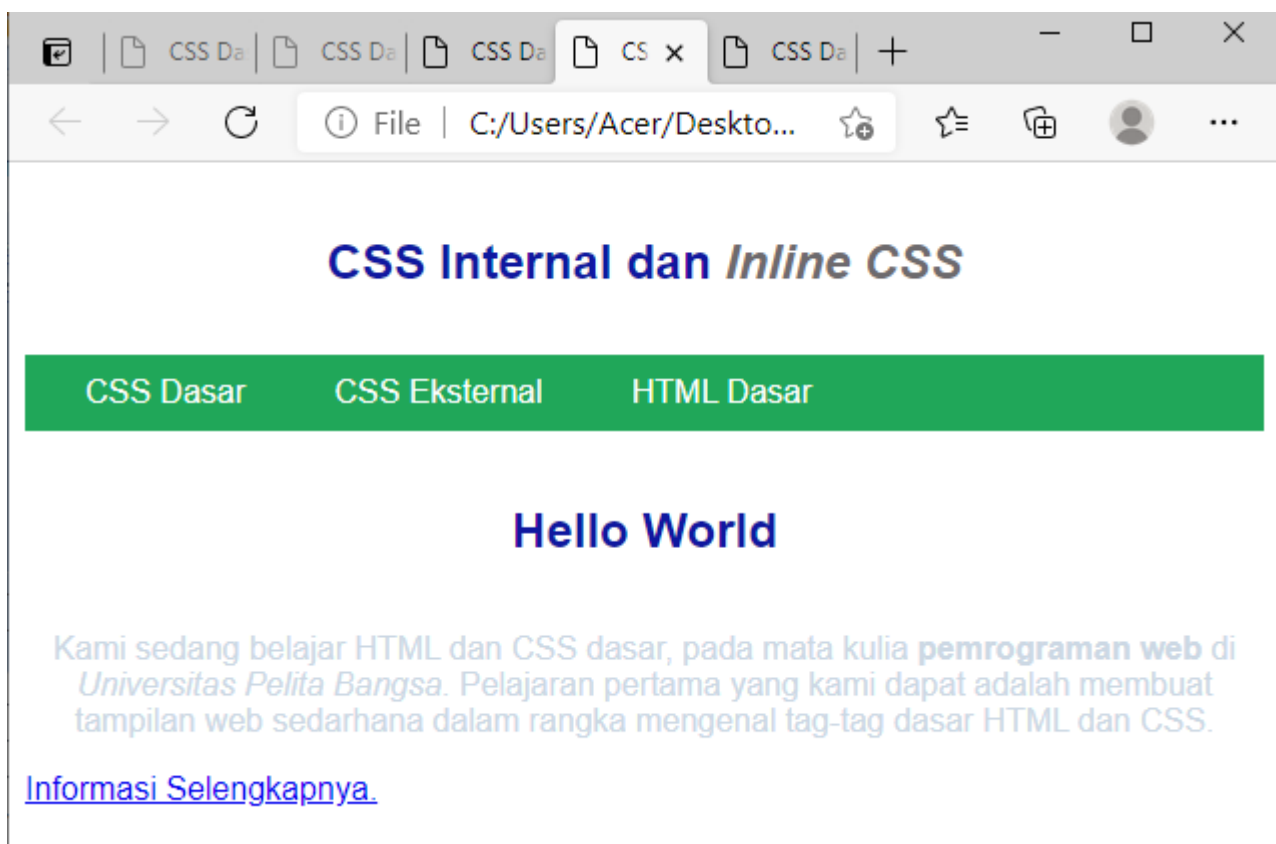 CSS Da CSS Da CSS Da CS CSS Da
File C:/Users/Acer/Deskto...
CSS Internal dan Inline CSS
CSS Dasar CSS Eksternal HTML Dasar
Hello World
Kami sedang belajar HTML dan CSS dasar, pada mata kulia pemrograman web di
Universitas Pelita Bangsa. Pelajaran pertama yang kami dapat adalah membuat
tampilan web sedarhana dalam rangka mengenal tag-tag dasar HTML dan CSS.
Informasi Selengkapnya.